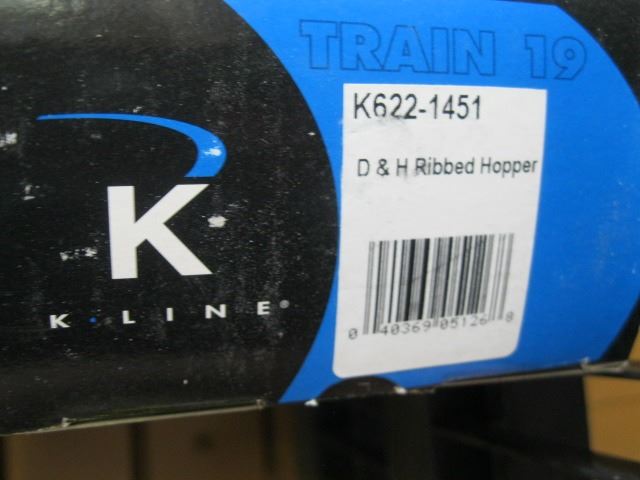 TRAIN 19
K622-1451
D & H Ribbed Hopper
0 40369 05126 8
K
K·LINE®